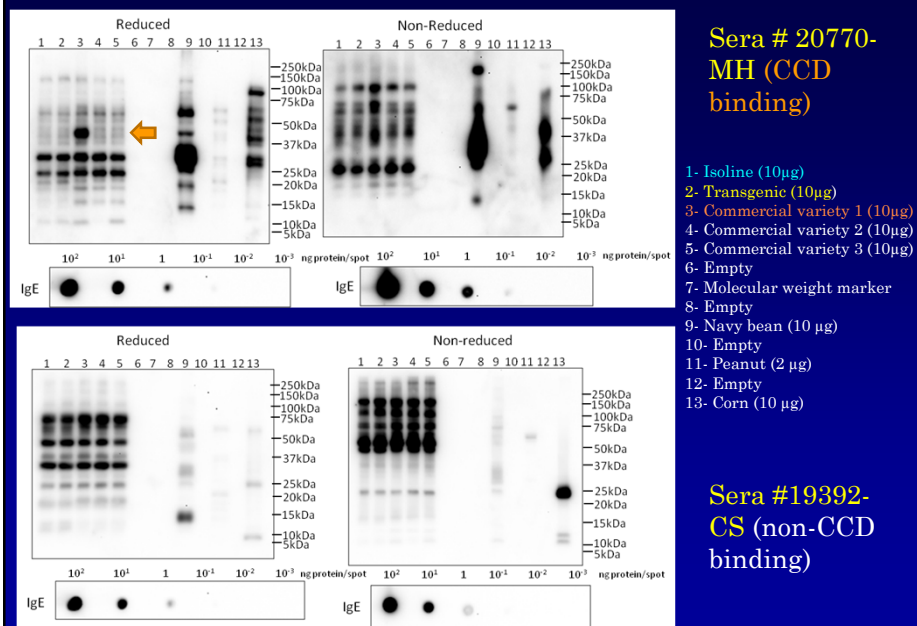 Reduced
1 2 3 4 5 6 7 8 9 10 11 12 13
250kDa
150kDa
100kDa
75kDa
50kDa
37kDa
25kDa
20kDa
15kDa
10kDa
5kDa
10² 10¹ 1 10⁻¹ 10⁻² 10⁻³ ng protein/spot
IgE
Non-Reduced
1 2 3 4 5 6 7 8 9 10 11 12 13
250kDa
150kDa
100kDa
75kDa
50kDa
37kDa
25kDa
20kDa
15kDa
10kDa
5kDa
10² 10¹ 1 10⁻¹ 10⁻² 10⁻³ ng protein/spot
IgE
Sera # 20770-
MH (CCD
binding)
1- Isoline (10µg)
2- Transgenic (10µg)
3- Commercial variety 1 (10µg)
4- Commercial variety 2 (10µg)
5- Commercial variety 3 (10µg)
6- Empty
7- Molecular weight marker
8- Empty
9- Navy bean (10 µg)
10- Empty
11- Peanut (2 µg)
12- Empty
13- Corn (10 µg)
Reduced
1 2 3 4 5 6 7 8 9 10 11 12 13
250kDa
150kDa
100kDa
75kDa
50kDa
37kDa
25kDa
20kDa
15kDa
10kDa
5kDa
10² 10¹ 1 10⁻¹ 10⁻² 10⁻³ ng protein/spot
IgE
Non-reduced
1 2 3 4 5 6 7 8 9 10 11 12 13
250kDa
150kDa
100kDa
75kDa
50kDa
37kDa
25kDa
20kDa
15kDa
10kDa
5kDa
10² 10¹ 1 10⁻¹ 10⁻² 10⁻³ ng protein/spot
IgE
Sera #19392-
CS (non-CCD
binding)